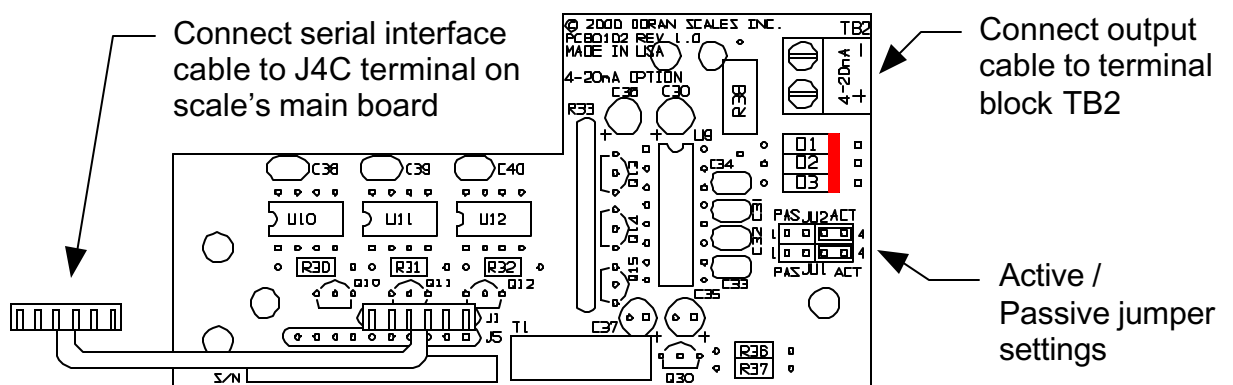 Connect serial interface
cable to J4C terminal on
scale's main board
© 2000 DORAN SCALES INC.
PCB0102 REV 1.0
MADE IN USA
4-20mA OPTION
TB2
4-20mA
- +
Connect output
cable to terminal
block TB2
C36
C30
R38
R33
U9
D1
D2
D3
C38
C39
C40
C34
U10
U11
U12
C31
Q14
C32
Q15
C33
PAS JU2 ACT
1 4
1 4
PAS JU1 ACT
R30
R31
R32
Q10
Q11
Q12
C35
C37
J1
J5
T1
Active /
Passive jumper
settings
R36
R37
Q30
S/N